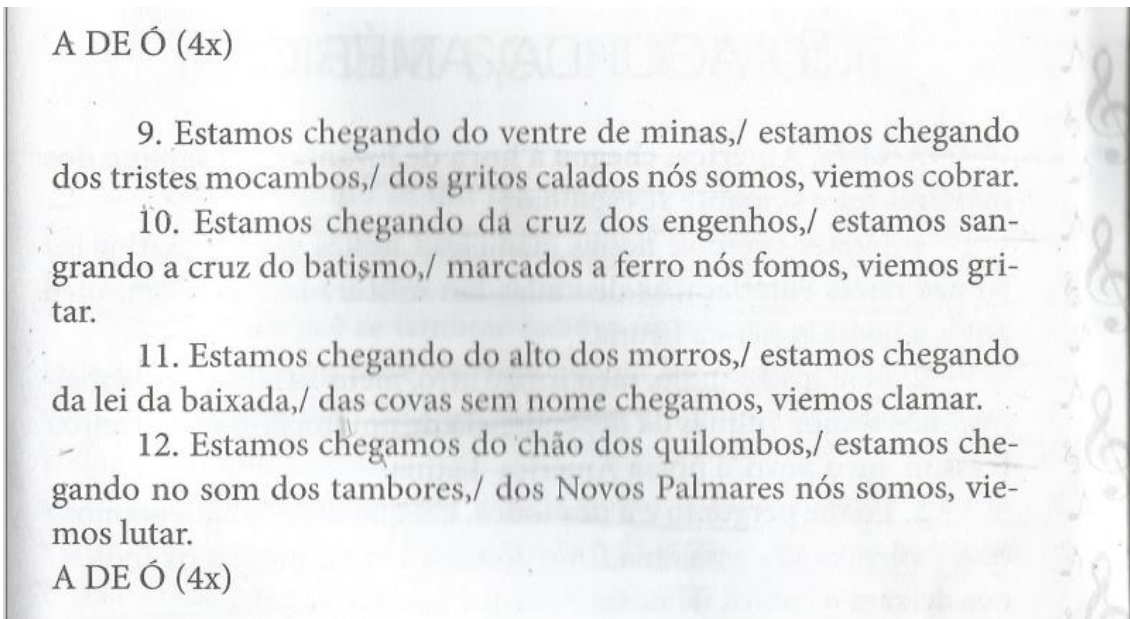 A DE Ó (4x)
9. Estamos chegando do ventre de minas,/ estamos chegando
dos tristes mocambos,/ dos gritos calados nós somos, viemos cobrar.
10. Estamos chegando da cruz dos engenhos,/ estamos san-
grando a cruz do batismo,/ marcados a ferro nós fomos, viemos gri-
tar.
11. Estamos chegando do alto dos morros,/ estamos chegando
da lei da baixada,/ das covas sem nome chegamos, viemos clamar.
12. Estamos chegamos do chão dos quilombos,/ estamos che-
gando no som dos tambores,/ dos Novos Palmares nós somos, vie-
mos lutar.
A DE Ó (4x)